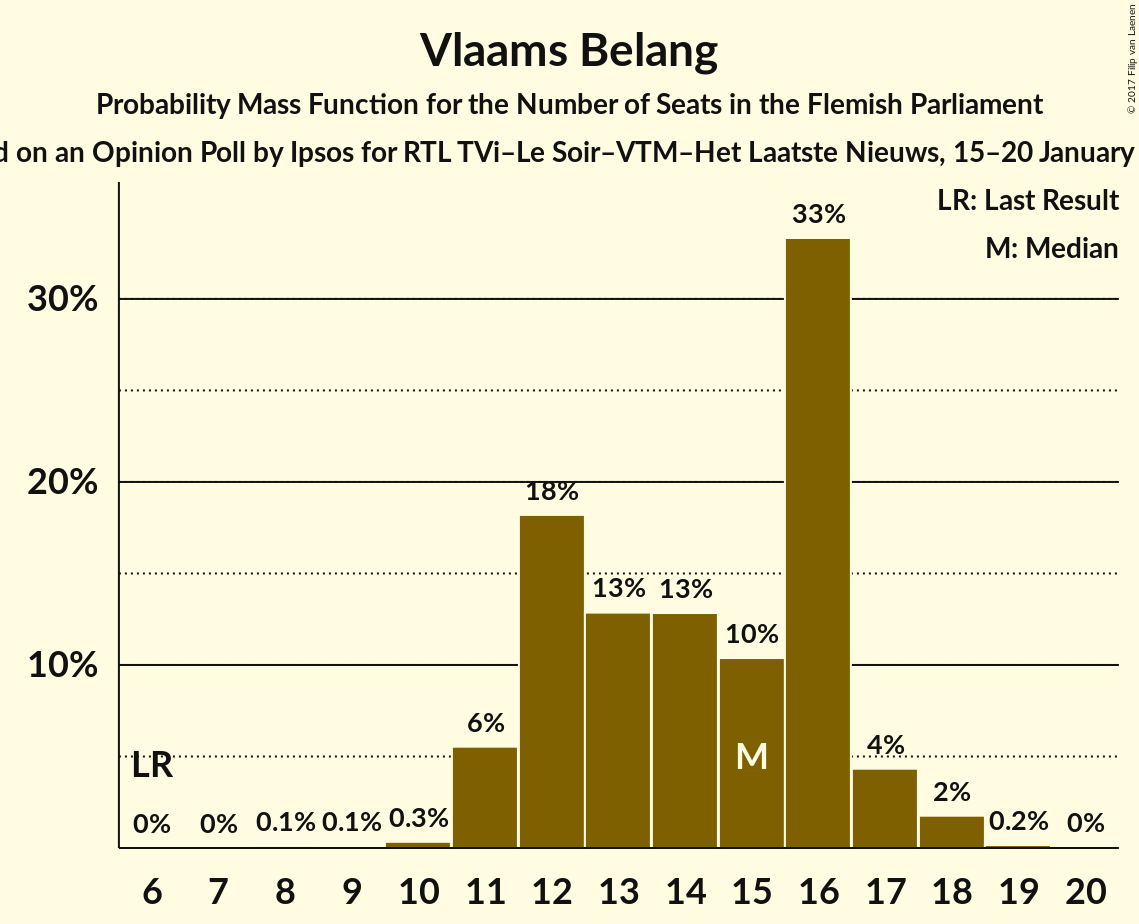 Vlaams Belang
Probability Mass Function for the Number of Seats in the Flemish Parliament
on an Opinion Poll by Ipsos for RTL TVi–Le Soir–VTM–Het Laatste Nieuws, 15–20 January
© 2017 Filip van Laenen
LR: Last Result
M: Median
33%
30%
20%
18%
13% 13%
10%
10%
6%
4%
LR
M
2%
0% 0% 0.1% 0.1% 0.3%
0.2% 0%
6 7 8 9 10 11 12 13 14 15 16 17 18 19 20